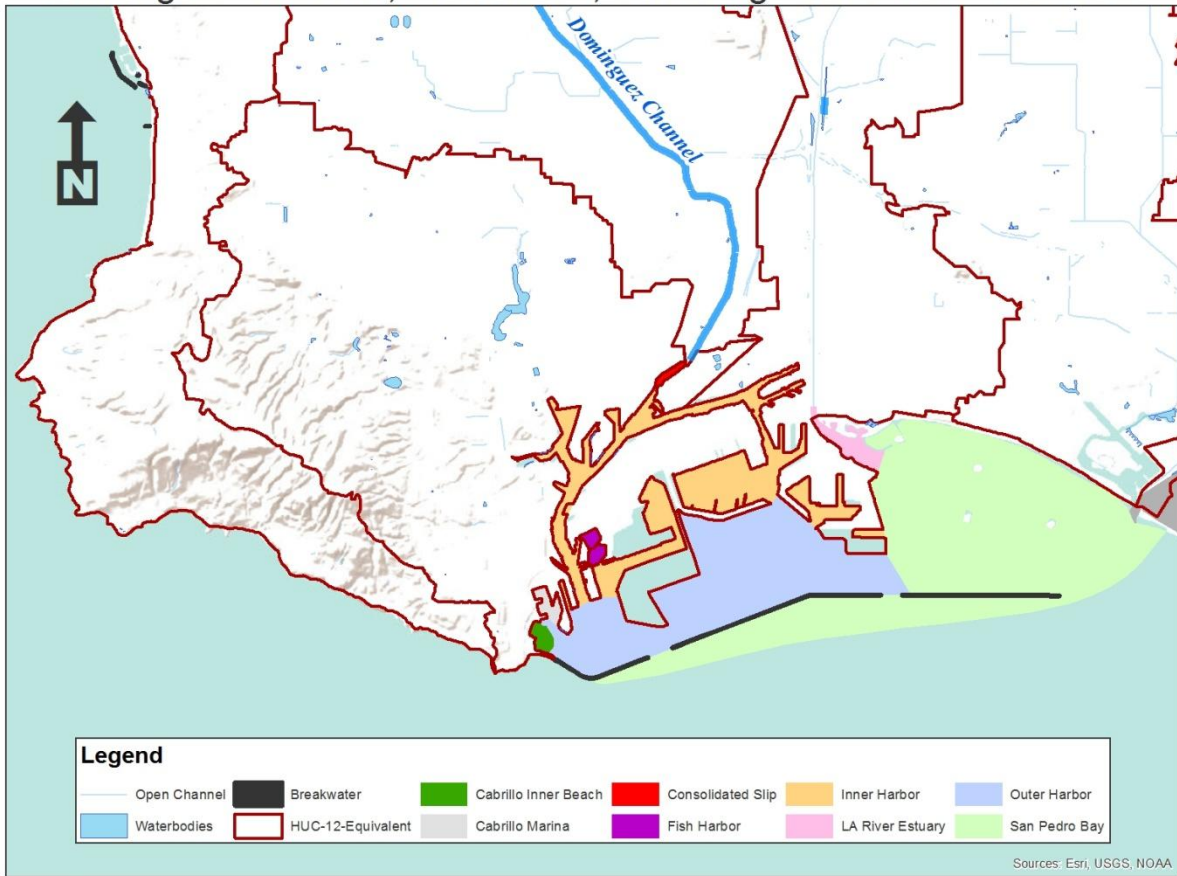 Dominguez Channel
N
Legend
Open Channel
Breakwater
Cabrillo Inner Beach
Consolidated Slip
Inner Harbor
Outer Harbor
Waterbodies
HUC-12-Equivalent
Cabrillo Marina
Fish Harbor
LA River Estuary
San Pedro Bay
Sources: Esri, USGS, NOAA